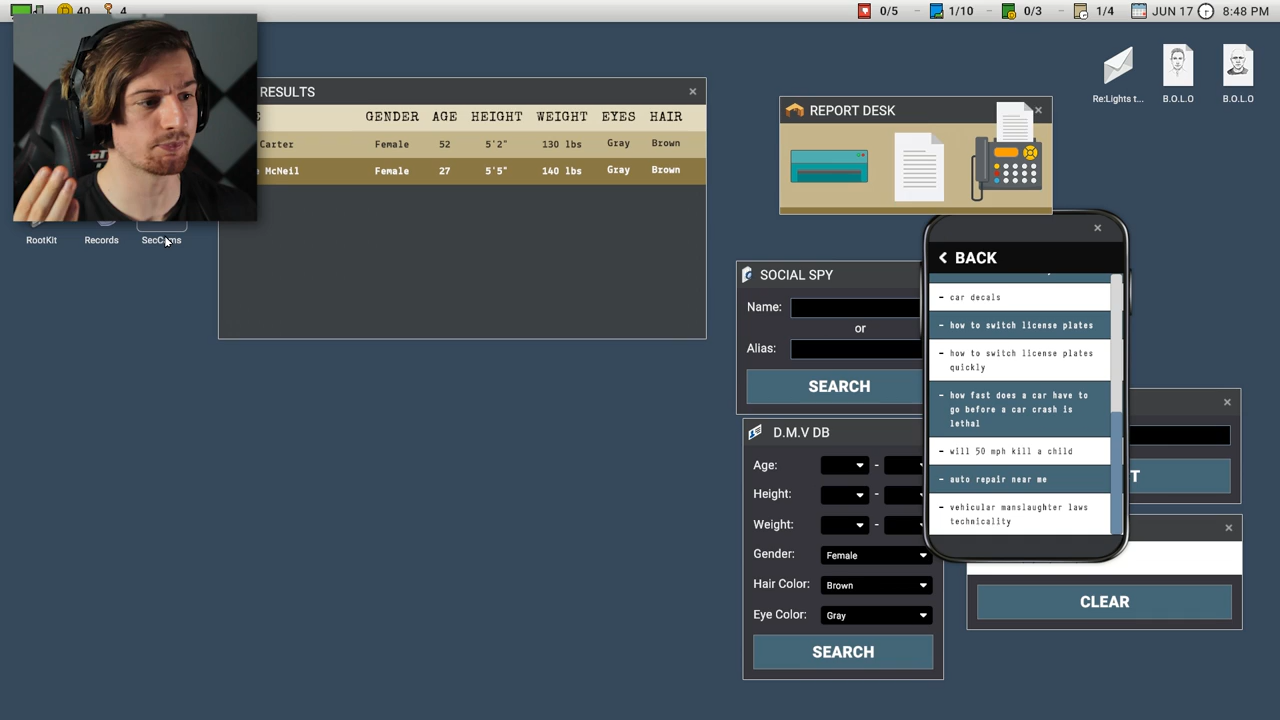 40
4
0/5
1/10
0/3
1/4
JUN 17
8:48 PM
Re:Lights t...
B.O.L.O
B.O.L.O
RootKit
Records
SecCams
RESULTS
GENDER AGE HEIGHT WEIGHT EYES HAIR
Carter Female 52 5'2" 130 lbs Gray Brown
McNeil Female 27 5'5" 140 lbs Gray Brown
REPORT DESK
SOCIAL SPY
Name:
or
Alias:
SEARCH
D.M.V DB
Age: -
Height: -
Weight: -
Gender: Female
Hair Color: Brown
Eye Color: Gray
SEARCH
BACK
- car decals
- how to switch license plates
- how to switch license plates
quickly
- how fast does a car have to
go before a car crash is
lethal
- will 50 mph kill a child
- auto repair near me
- vehicular manslaughter laws
technicality
T
CLEAR